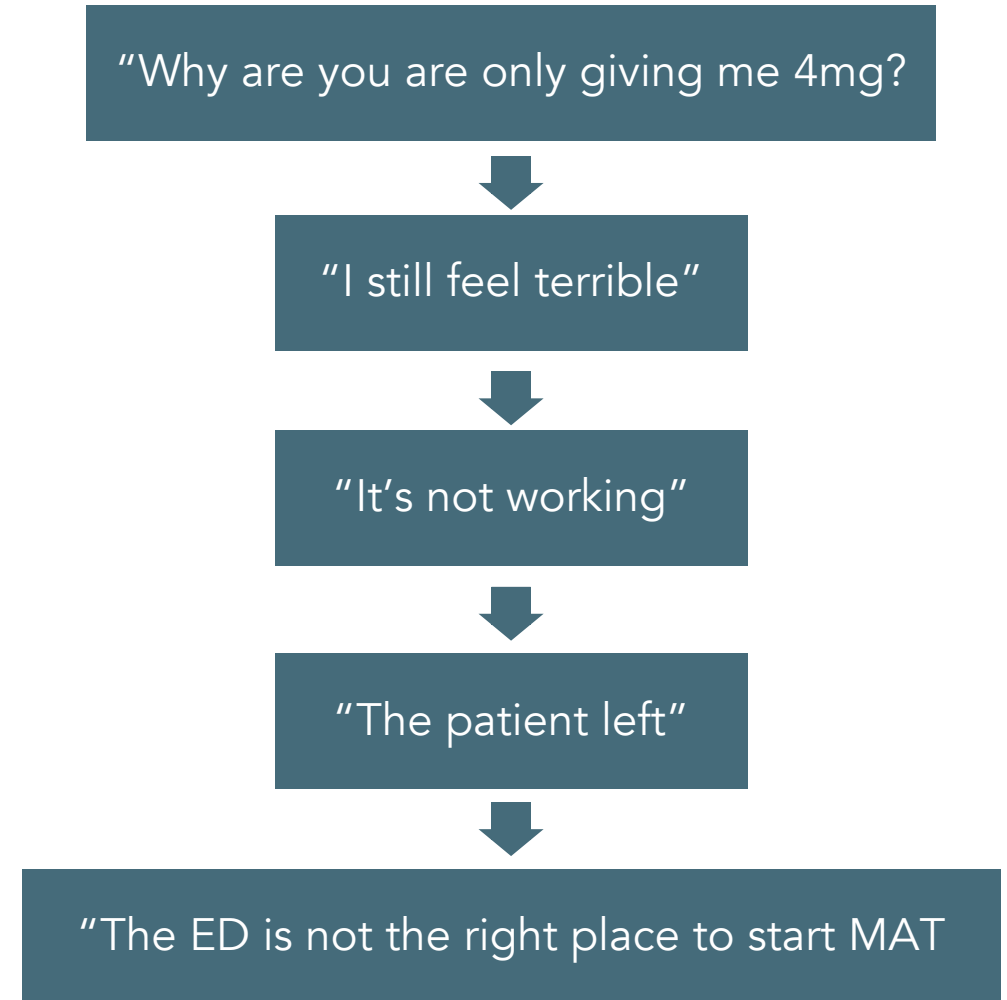 “Why are you are only giving me 4mg?
“I still feel terrible”
“It’s not working”
“The patient left”
“The ED is not the right place to start MAT